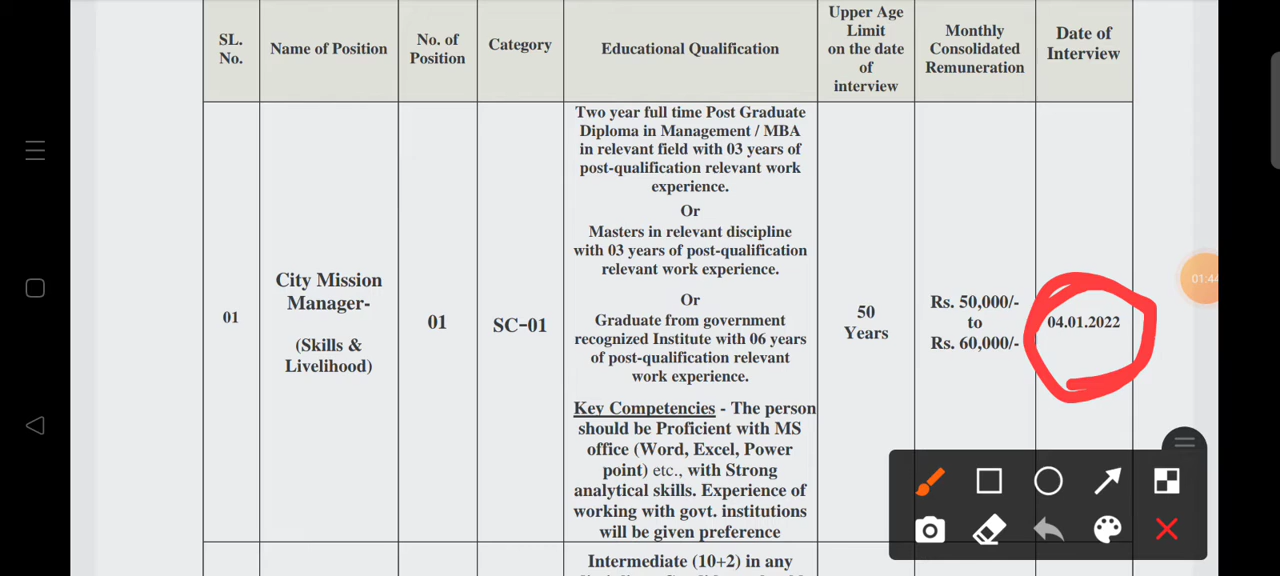 SL.
No.
Name of Position
No. of
Position
Category
Educational Qualification
Upper Age
Limit
on the date
of
interview
Monthly
Consolidated
Remuneration
Date of
Interview
01
City Mission
Manager-
(Skills &
Livelihood)
01
SC-01
Two year full time Post Graduate
Diploma in Management / MBA
in relevant field with 03 years of
post-qualification relevant work
experience.
Or
Masters in relevant discipline
with 03 years of post-qualification
relevant work experience.
Or
Graduate from government
recognized Institute with 06 years
of post-qualification relevant
work experience.
Key Competencies - The person
should be Proficient with MS
office (Word, Excel, Power
point) etc., with Strong
analytical skills. Experience of
working with govt. institutions
will be given preference
50
Years
Rs. 50,000/-
to
Rs. 60,000/-
04.01.2022
01:44
Intermediate (10+2) in any